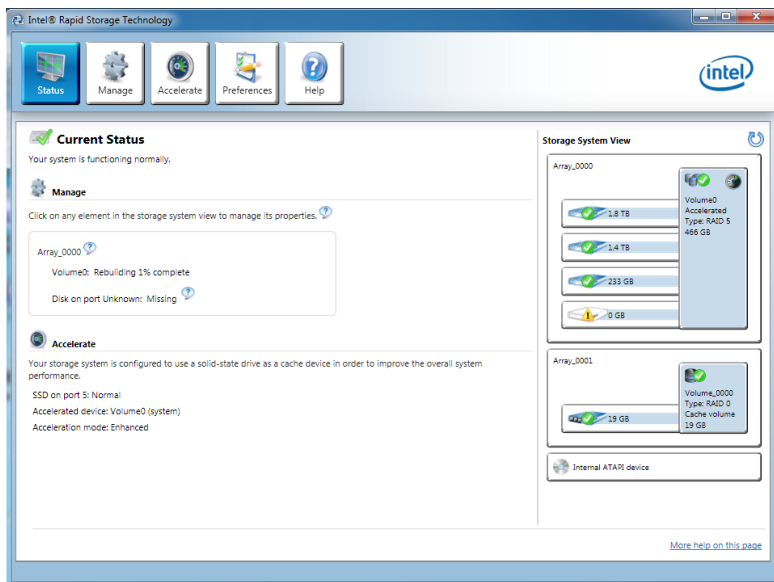 Intel® Rapid Storage Technology
Status
Manage
Accelerate
Preferences
Help
intel
Current Status
Your system is functioning normally.
Manage
Click on any element in the storage system view to manage its properties.
Array_0000
Volume0: Rebuilding 1% complete
Disk on port Unknown: Missing
Accelerate
Your storage system is configured to use a solid-state drive as a cache device in order to improve the overall system
performance.
SSD on port 5: Normal
Accelerated device: Volume0 (system)
Acceleration mode: Enhanced
Storage System View
Array_0000
1.8 TB
1.4 TB
233 GB
0 GB
Volume0
Accelerated
Type: RAID 5
466 GB
Array_0001
19 GB
Volume_0000
Type: RAID 0
Cache volume
19 GB
Internal ATAPI device
More help on this page